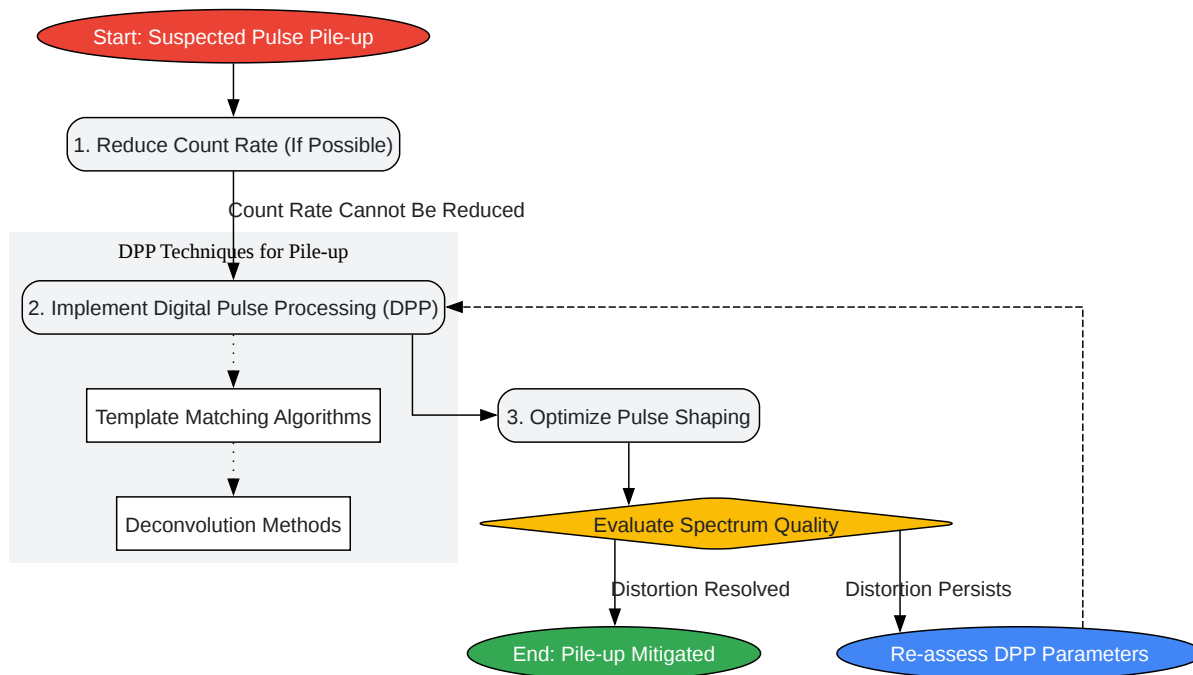 Start: Suspected Pulse Pile-up
1. Reduce Count Rate (If Possible)
Count Rate Cannot Be Reduced
DPP Techniques for Pile-up
2. Implement Digital Pulse Processing (DPP)
Template Matching Algorithms
3. Optimize Pulse Shaping
Deconvolution Methods
Evaluate Spectrum Quality
Distortion Resolved
Distortion Persists
End: Pile-up Mitigated
Re-assess DPP Parameters